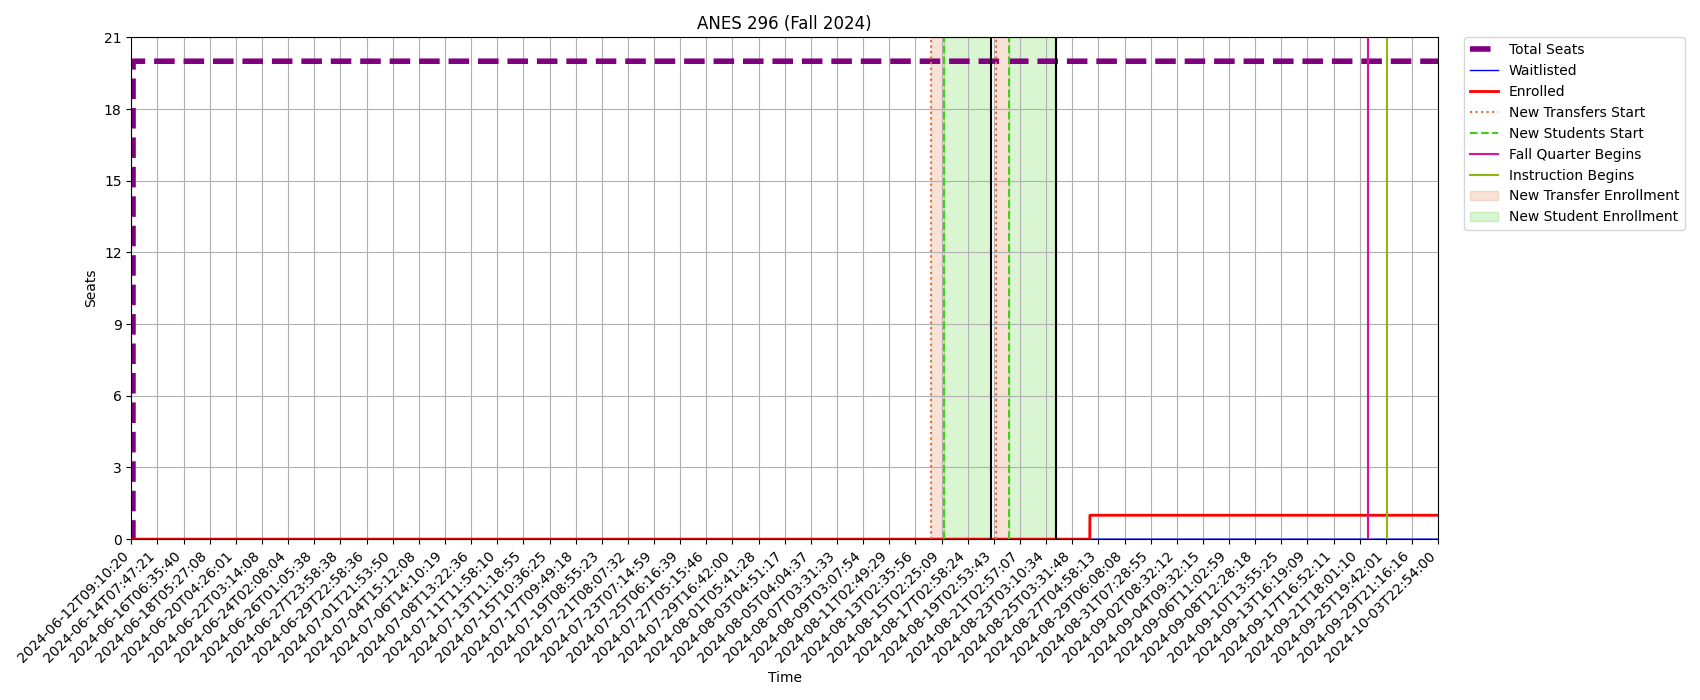 ANES 296 (Fall 2024)
21
18
15
12
9
6
3
0
Seats
2024-06-12T09:10:20
2024-06-14T07:47:21
2024-06-16T06:35:40
2024-06-18T05:27:08
2024-06-20T04:26:01
2024-06-22T03:14:08
2024-06-24T02:08:04
2024-06-26T01:05:38
2024-06-27T23:58:38
2024-06-29T22:58:36
2024-07-01T21:53:50
2024-07-04T15:12:08
2024-07-06T14:10:19
2024-07-08T13:22:36
2024-07-11T11:58:10
2024-07-13T11:18:55
2024-07-15T10:36:25
2024-07-17T09:49:18
2024-07-19T08:55:23
2024-07-21T08:07:32
2024-07-23T07:14:59
2024-07-25T06:16:39
2024-07-27T05:15:46
2024-07-29T16:42:00
2024-08-01T05:41:28
2024-08-03T04:51:17
2024-08-05T04:04:37
2024-08-07T03:31:33
2024-08-09T03:07:54
2024-08-11T02:49:29
2024-08-13T02:35:56
2024-08-15T02:25:09
2024-08-17T02:58:24
2024-08-19T02:53:43
2024-08-21T02:57:07
2024-08-23T03:10:34
2024-08-25T03:31:48
2024-08-27T04:58:13
2024-08-29T06:08:08
2024-08-31T07:28:55
2024-09-02T08:32:12
2024-09-04T09:32:15
2024-09-06T11:02:59
2024-09-08T12:28:18
2024-09-10T13:55:25
2024-09-13T16:19:09
2024-09-17T16:52:11
2024-09-21T18:01:10
2024-09-25T19:42:01
2024-09-29T21:16:16
2024-10-03T22:54:00
Time
Total Seats
Waitlisted
Enrolled
New Transfers Start
New Students Start
Fall Quarter Begins
Instruction Begins
New Transfer Enrollment
New Student Enrollment